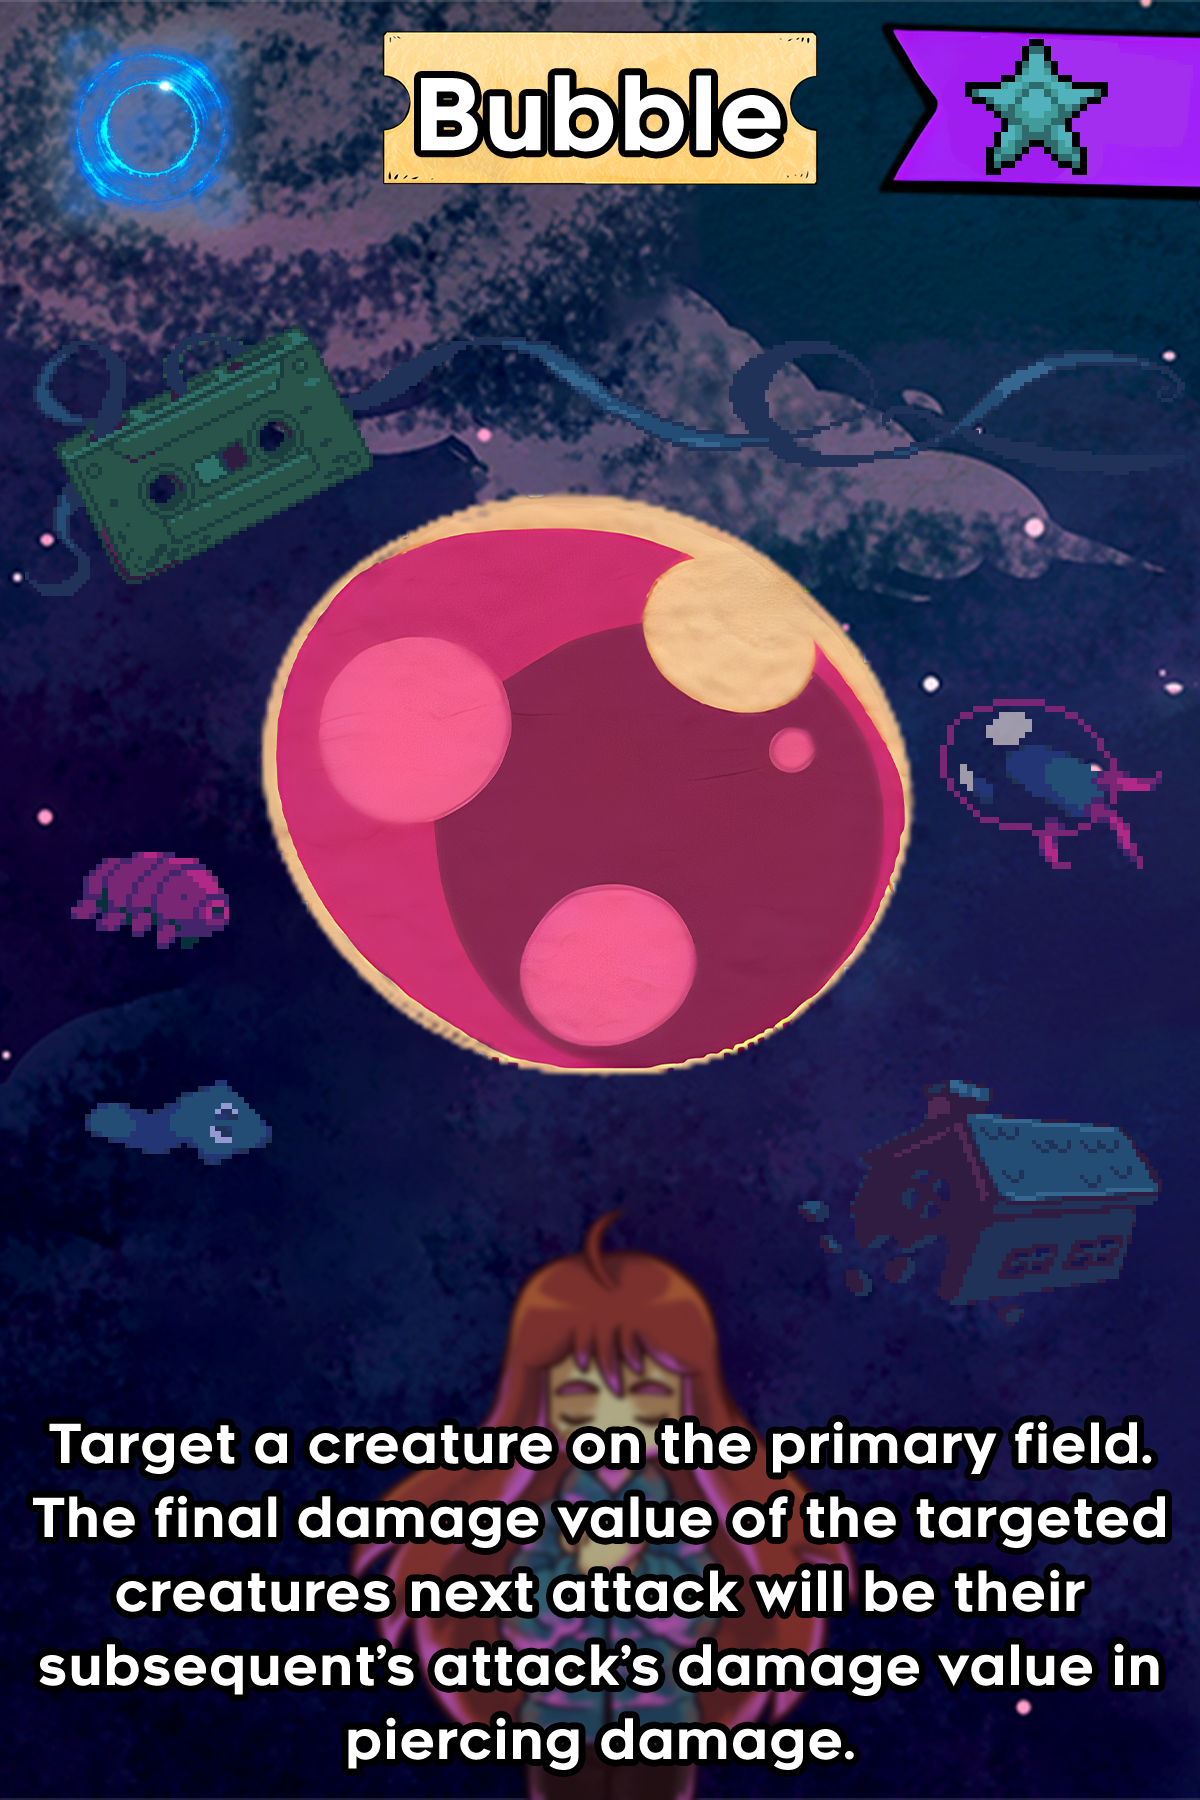 Bubble
Target a creature on the primary field.
The final damage value of the targeted
creatures next attack will be their
subsequent’s attack’s damage value in
piercing damage.